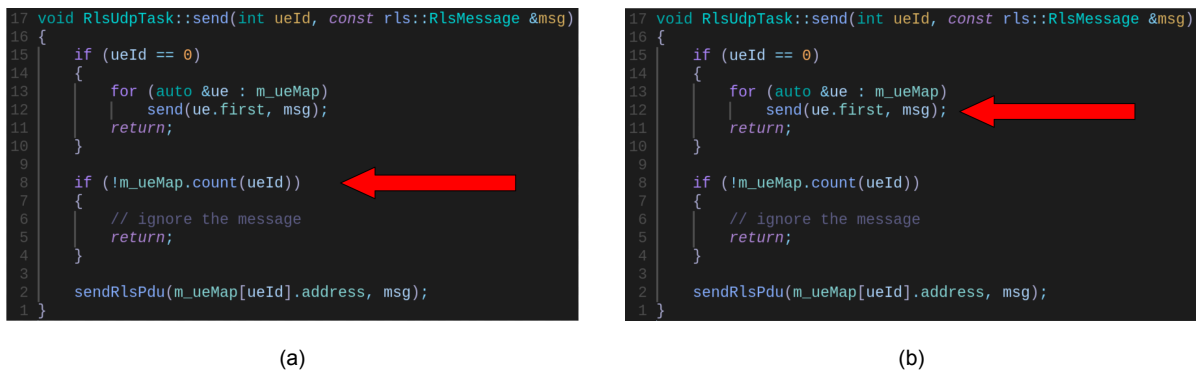 17 void RlsUdpTask::send(int ueId, const rls::RlsMessage &msg)
16 {
15     if (ueId == 0)
14     {
13         for (auto &ue : m_ueMap)
12             send(ue.first, msg);
11         return;
10     }
9
8     if (!m_ueMap.count(ueId))
7     {
6         // ignore the message
5         return;
4     }
3
2     sendRlsPdu(m_ueMap[ueId].address, msg);
1 }
(a)
17 void RlsUdpTask::send(int ueId, const rls::RlsMessage &msg)
16 {
15     if (ueId == 0)
14     {
13         for (auto &ue : m_ueMap)
12             send(ue.first, msg);
11         return;
10     }
9
8     if (!m_ueMap.count(ueId))
7     {
6         // ignore the message
5         return;
4     }
3
2     sendRlsPdu(m_ueMap[ueId].address, msg);
1 }
(b)